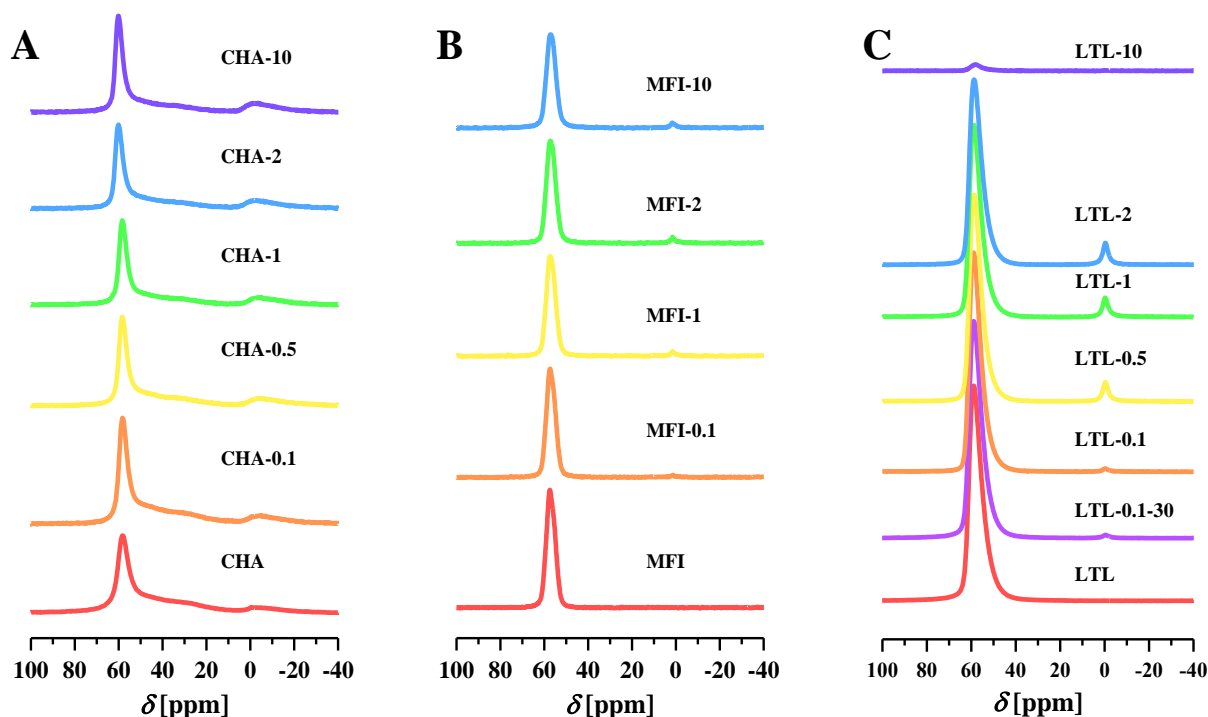 A
CHA-10
CHA-2
CHA-1
CHA-0.5
CHA-0.1
CHA
100 80 60 40 20 0 -20 -40
δ [ppm]
B
MFI-10
MFI-2
MFI-1
MFI-0.1
MFI
100 80 60 40 20 0 -20 -40
δ [ppm]
C
LTL-10
LTL-2
LTL-1
LTL-0.5
LTL-0.1
LTL-0.1-30
LTL
100 80 60 40 20 0 -20 -40
δ [ppm]